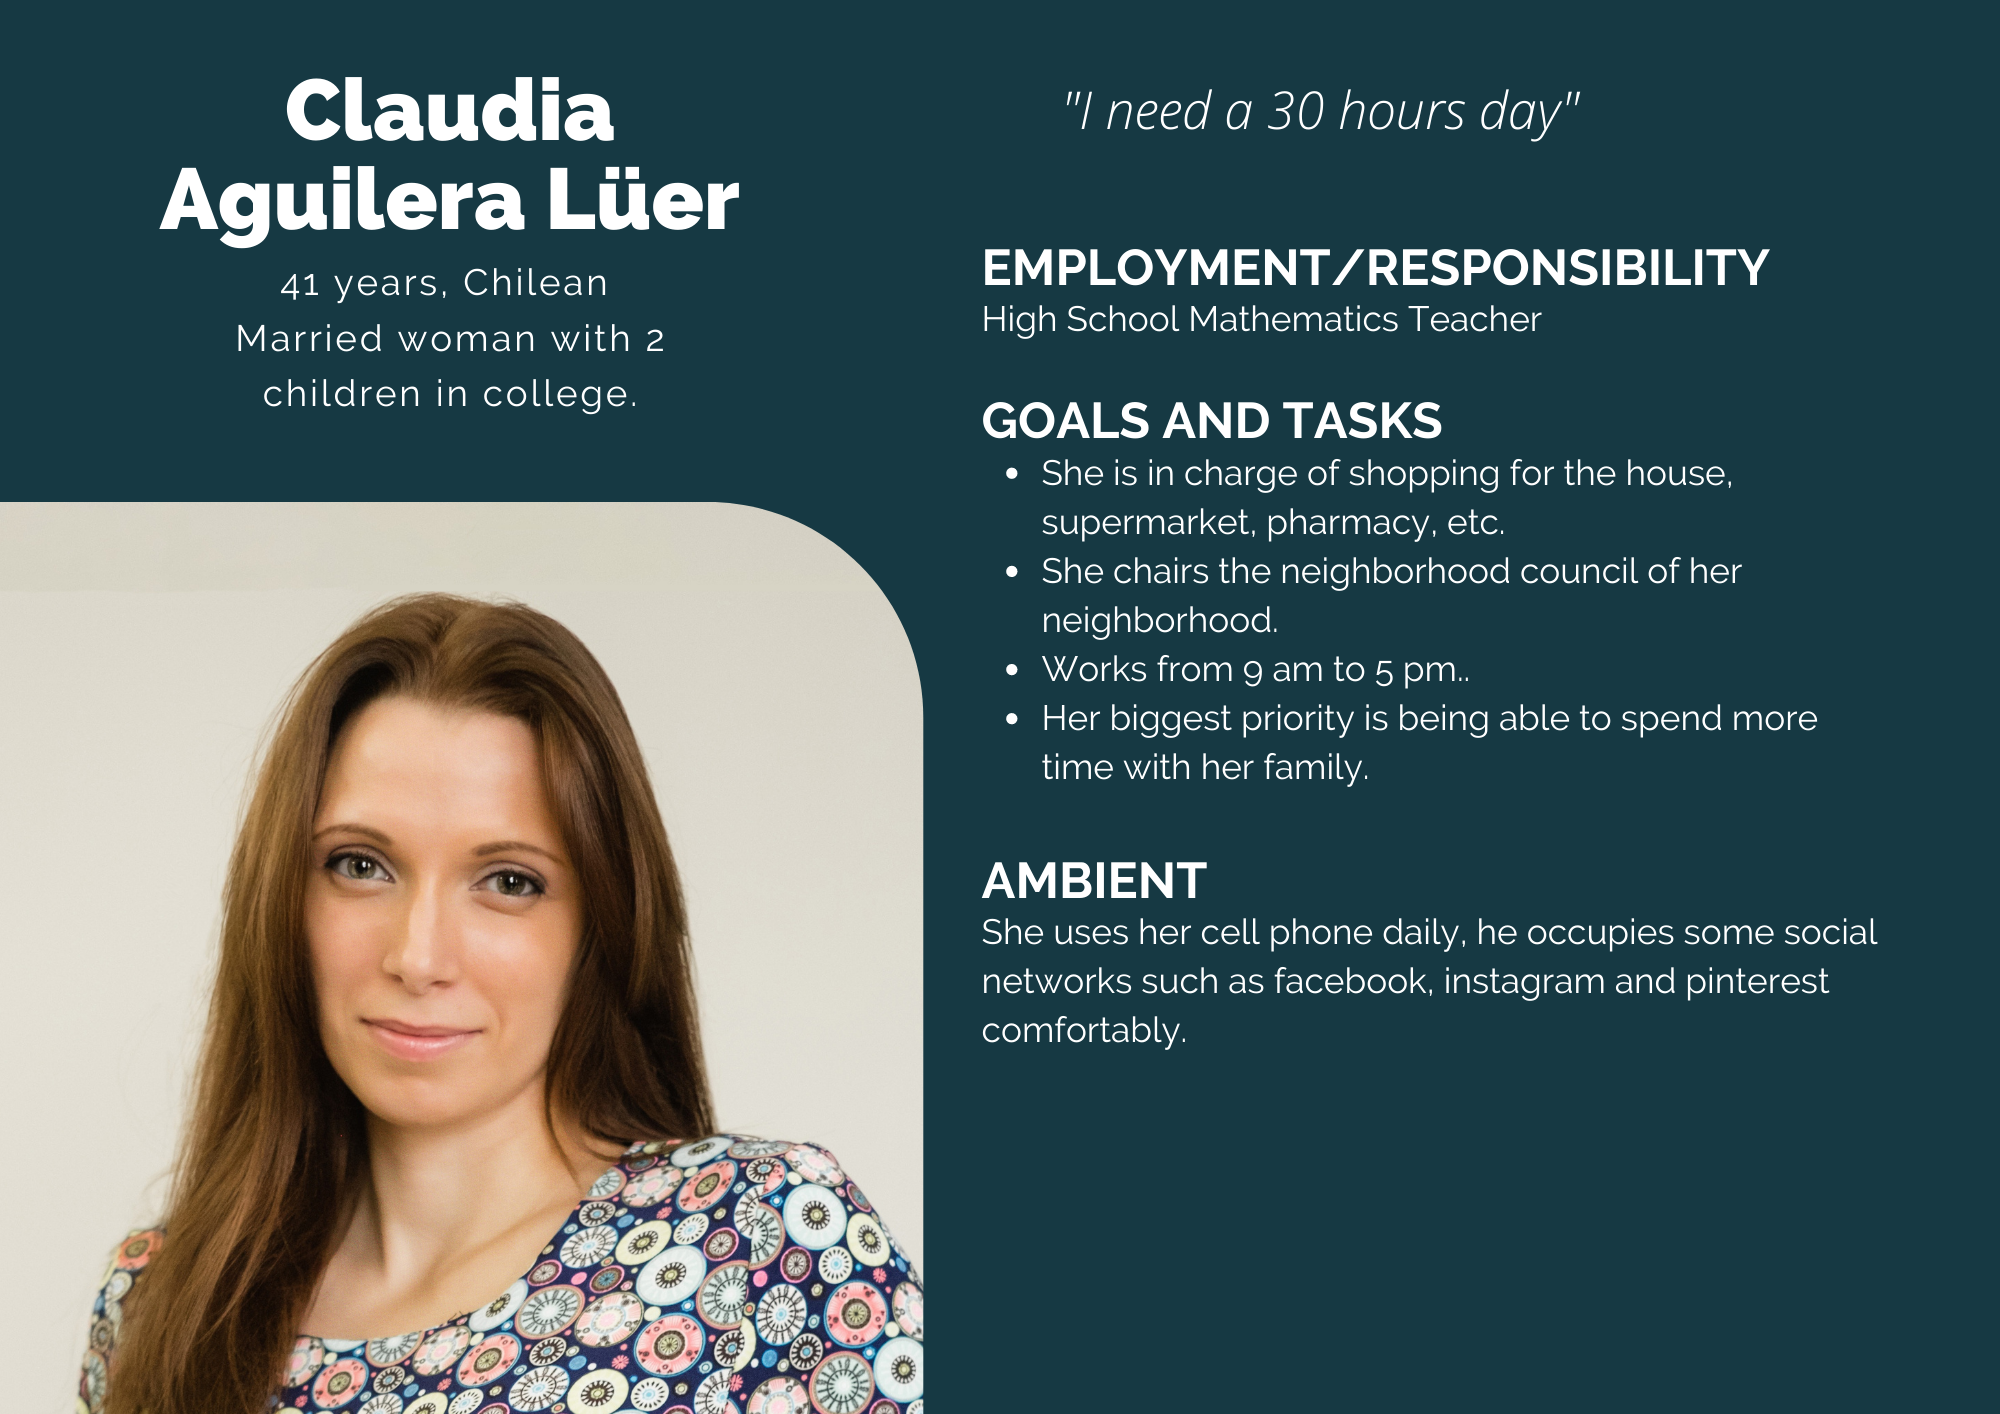 Claudia
Aguilera Lüer
41 years, Chilean
Married woman with 2
children in college.
"I need a 30 hours day"
EMPLOYMENT/RESPONSIBILITY
High School Mathematics Teacher
GOALS AND TASKS
• She is in charge of shopping for the house,
supermarket, pharmacy, etc.
• She chairs the neighborhood council of her
neighborhood.
• Works from 9 am to 5 pm..
• Her biggest priority is being able to spend more
time with her family.
AMBIENT
She uses her cell phone daily, he occupies some social
networks such as facebook, instagram and pinterest
comfortably.